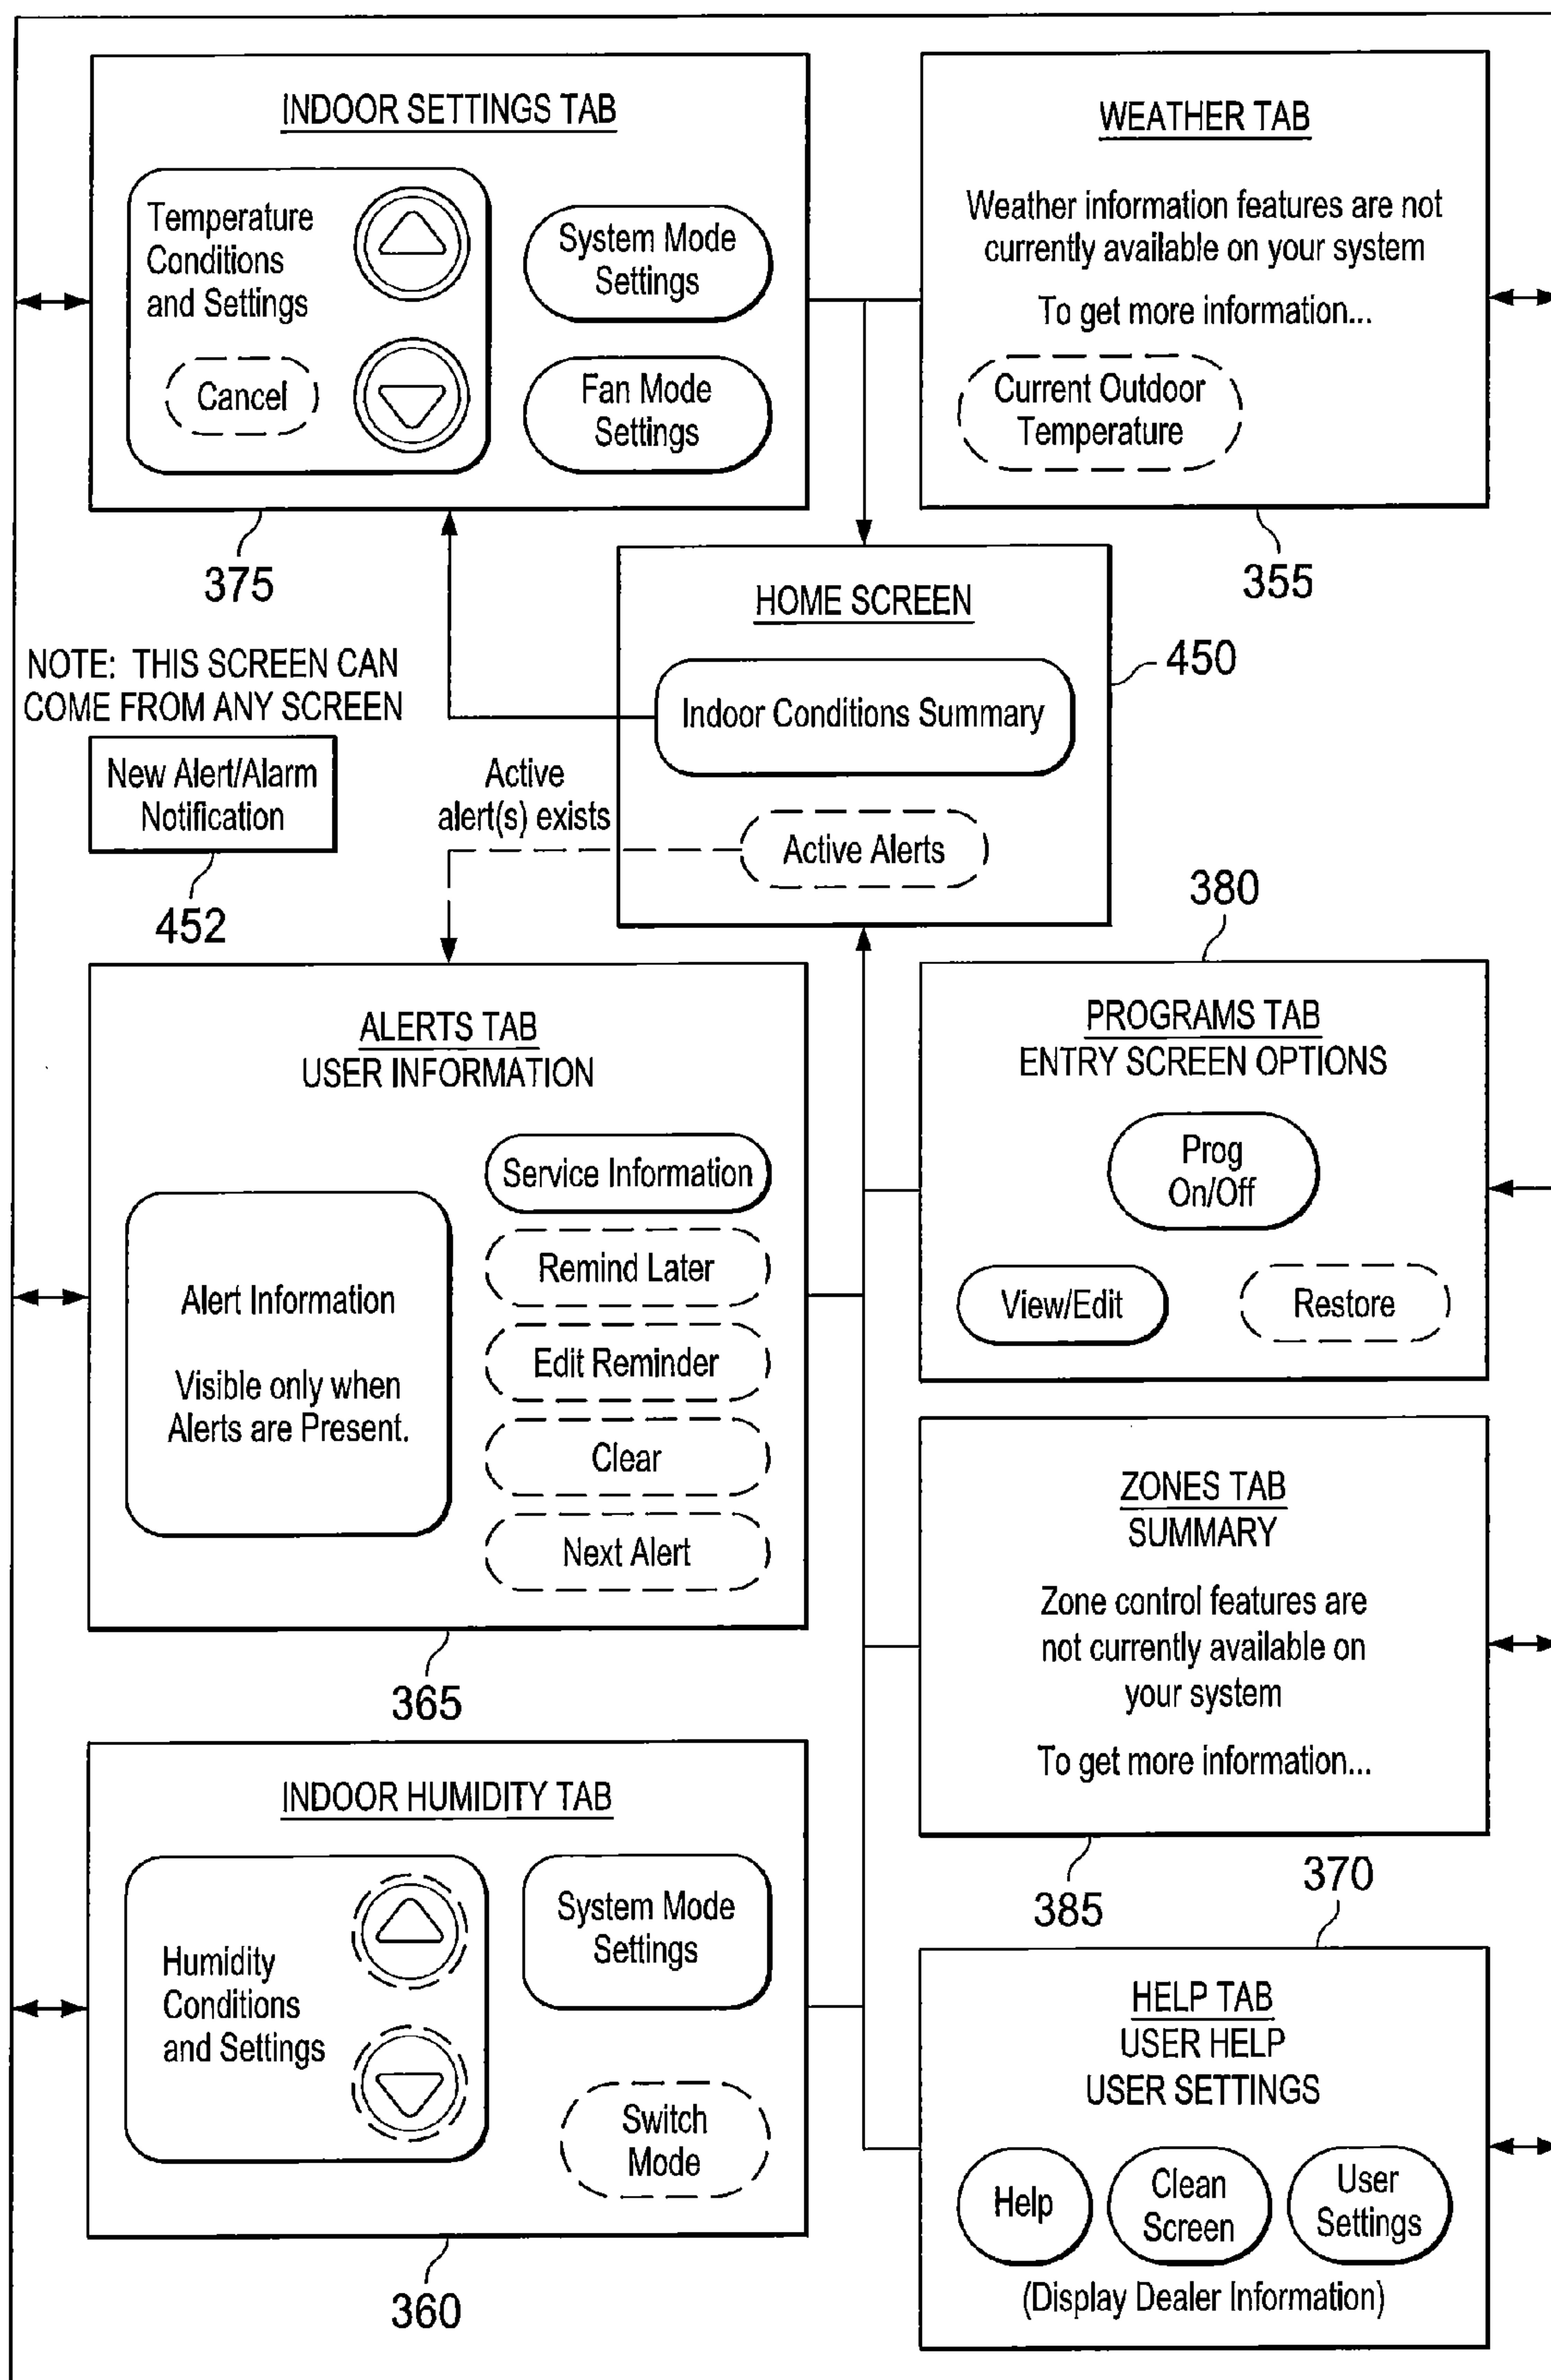 INDOOR SETTINGS TAB
Temperature
Conditions
and Settings
Cancel
System Mode
Settings
Fan Mode
Settings
375
WEATHER TAB
Weather information features are not
currently available on your system
To get more information...
Current Outdoor
Temperature
355
NOTE: THIS SCREEN CAN
COME FROM ANY SCREEN
New Alert/Alarm
Notification
452
HOME SCREEN
Indoor Conditions Summary
Active Alerts
450
Active
alert(s) exists
ALERTS TAB
USER INFORMATION
Alert Information
Visible only when
Alerts are Present.
Service Information
Remind Later
Edit Reminder
Clear
Next Alert
365
380
PROGRAMS TAB
ENTRY SCREEN OPTIONS
Prog
On/Off
View/Edit
Restore
ZONES TAB
SUMMARY
Zone control features are
not currently available on
your system
To get more information...
385
INDOOR HUMIDITY TAB
Humidity
Conditions
and Settings
System Mode
Settings
Switch
Mode
360
370
HELP TAB
USER HELP
USER SETTINGS
Help
Clean
Screen
User
Settings
(Display Dealer Information)